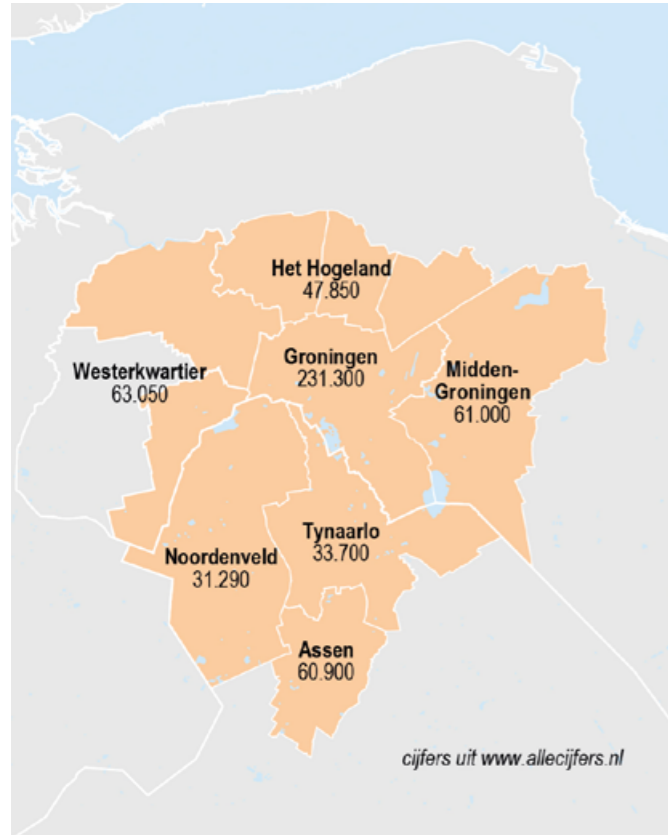 Het Hogeland
47.850
Groningen
231.300
Westerkwartier
63.050
Midden-
Groningen
61.000
Tynaarlo
33.700
Noordenveld
31.290
Assen
60.900
cijfers uit www.allecijfers.nl